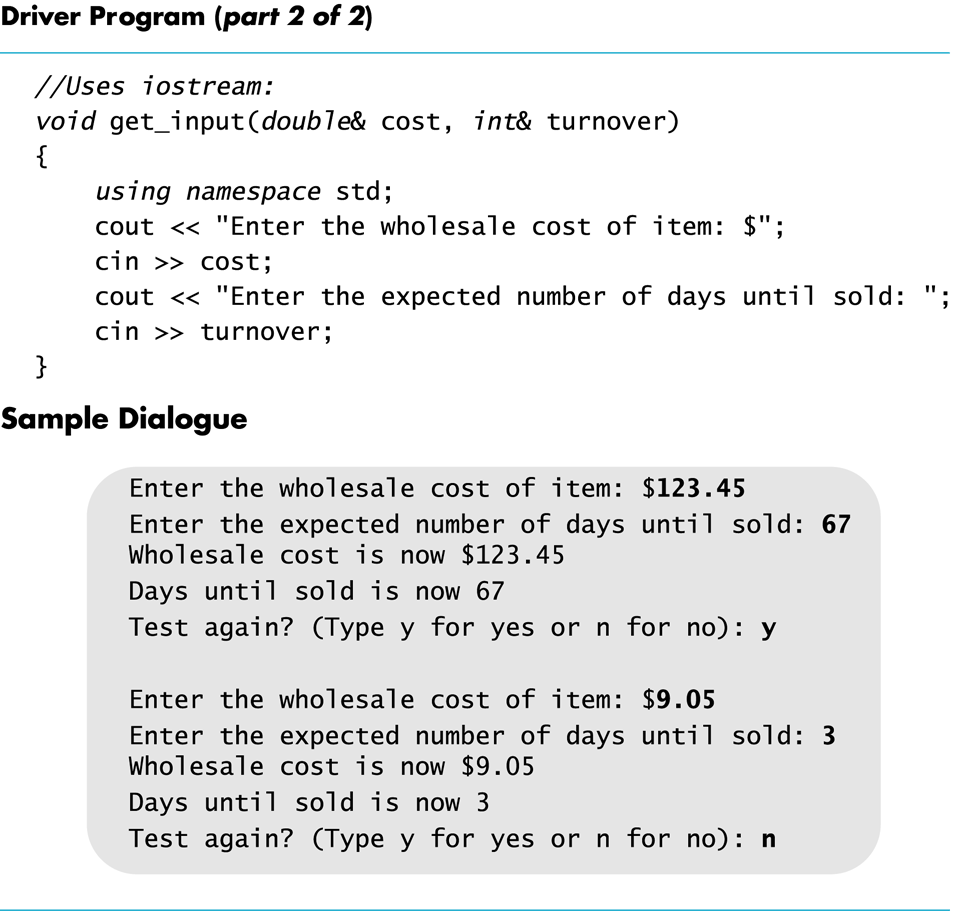 Driver Program (part 2 of 2)
//Uses iostream:
void get_input(double& cost, int& turnover)
{
    using namespace std;
    cout << "Enter the wholesale cost of item: $";
    cin >> cost;
    cout << "Enter the expected number of days until sold: ";
    cin >> turnover;
}
Sample Dialogue
Enter the wholesale cost of item: $123.45
Enter the expected number of days until sold: 67
Wholesale cost is now $123.45
Days until sold is now 67
Test again? (Type y for yes or n for no): y
Enter the wholesale cost of item: $9.05
Enter the expected number of days until sold: 3
Wholesale cost is now $9.05
Days until sold is now 3
Test again? (Type y for yes or n for no): n